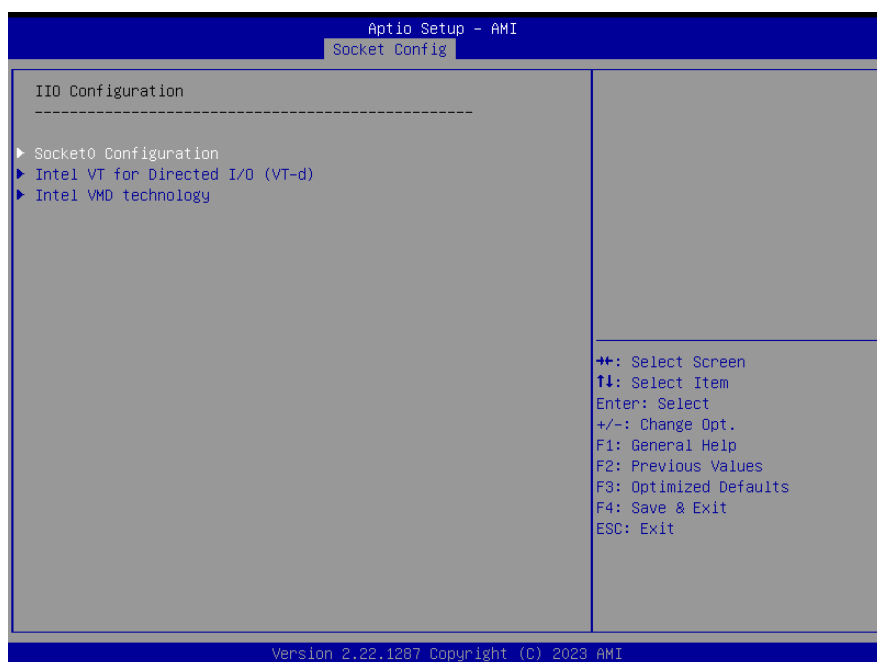 Aptio Setup – AMI
Socket Config
IIO Configuration
--------------------------------------------------
▶ Socket0 Configuration
▶ Intel VT for Directed I/O (VT-d)
▶ Intel VMD technology
→←: Select Screen
↑↓: Select Item
Enter: Select
+/-: Change Opt.
F1: General Help
F2: Previous Values
F3: Optimized Defaults
F4: Save & Exit
ESC: Exit
Version 2.22.1287 Copyright (C) 2023 AMI